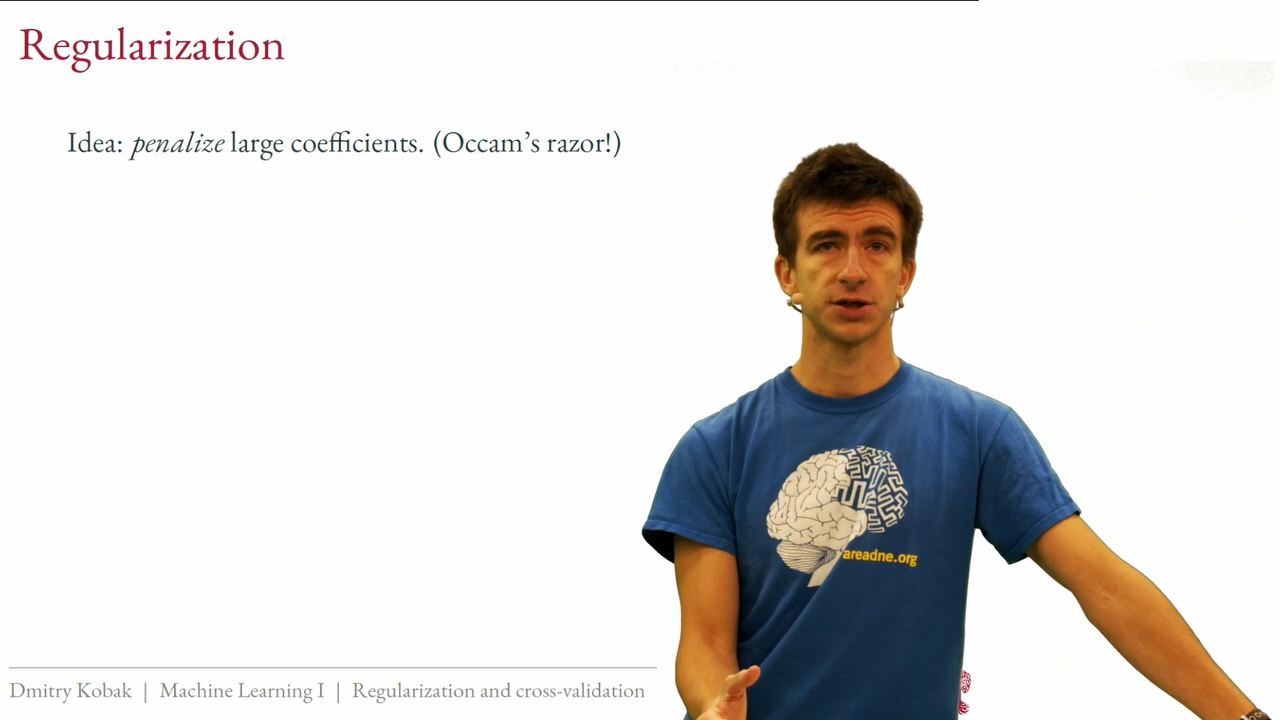 Regularization
Idea: penalize large coefficients. (Occam's razor!)
areadne.org
Dmitry Kobak | Machine Learning I | Regularization and cross-validation